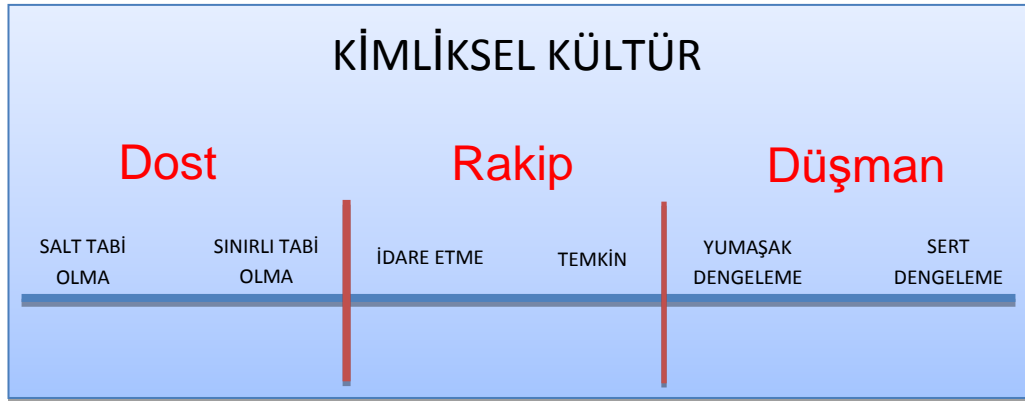 KİMLİKSEL KÜLTÜR
Dost
Rakip
Düşman
SALT TABİ
OLMA
SINIRLI TABİ
OLMA
İDARE ETME
TEMKİN
YUMAŞAK
DENGELEME
SERT
DENGELEME